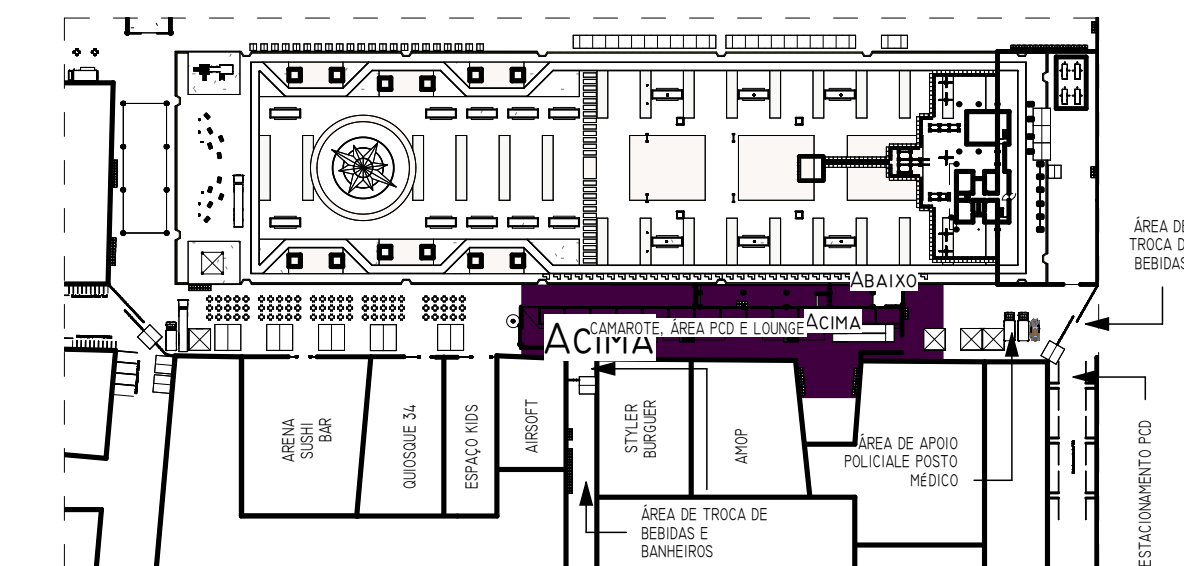 ÁREA DE
TROCA D
BEBIDAS
ABAIXO
CAMAROTE, ÁREA PCD E LOUNGE
ACIMA
ACIMA
ARENA
SUSHI
BAR
QUIOSQUE 34
ESPAÇO KIDS
AIRSOFT
STYLER
BURGUER
AMOP
ÁREA DE APOIO
POLICIALE POSTO
MÉDICO
ESTACIONAMENTO PCD
ÁREA DE TROCA DE
BEBIDAS E
BANHEIROS